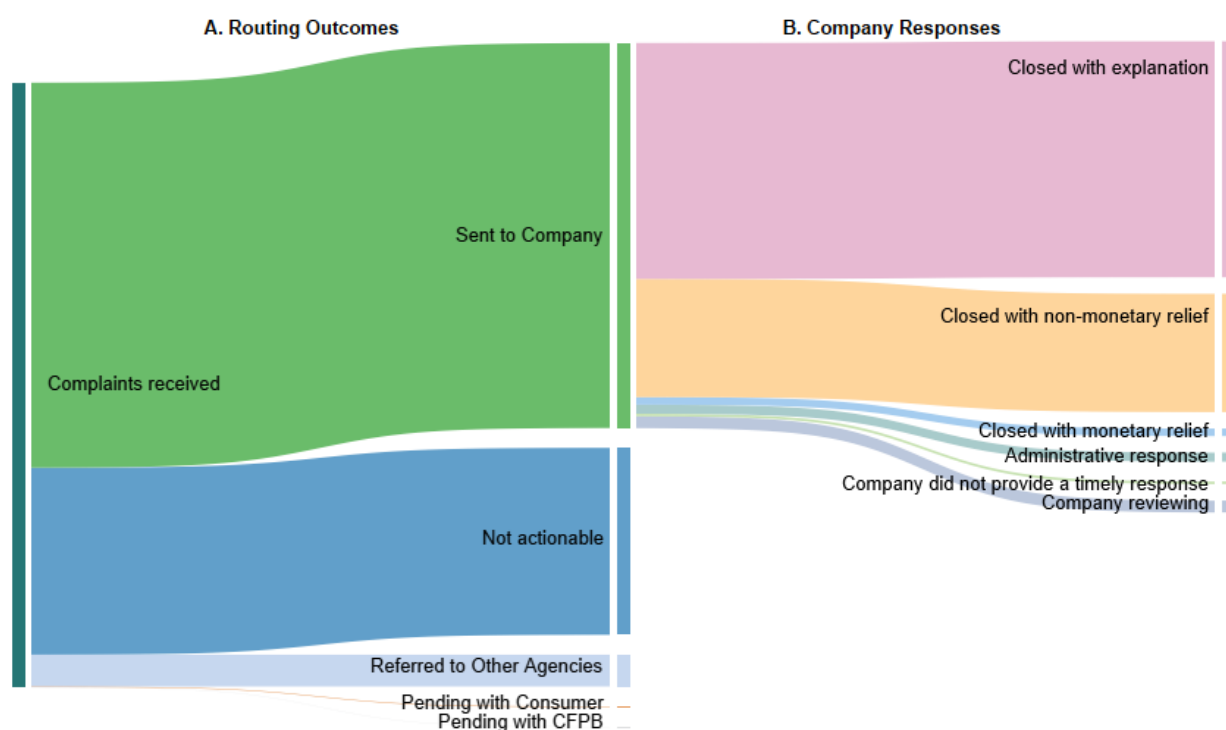 A. Routing Outcomes
B. Company Responses
Complaints received
Sent to Company
Not actionable
Referred to Other Agencies
Pending with Consumer
Pending with CFPB
Closed with explanation
Closed with non-monetary relief
Closed with monetary relief
Administrative response
Company did not provide a timely response
Company reviewing